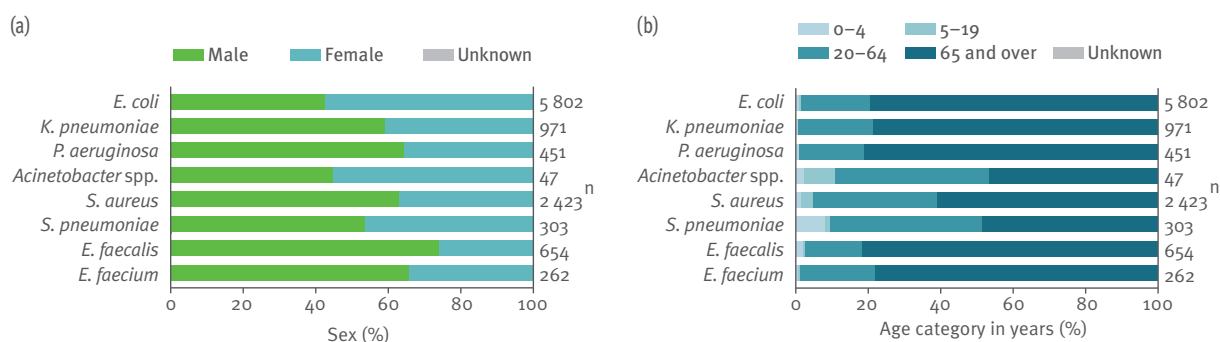 (a)
Male Female Unknown
E. coli 5 802
K. pneumoniae 971
P. aeruginosa 451
Acinetobacter spp. 47
S. aureus 2 423 n
S. pneumoniae 303
E. faecalis 654
E. faecium 262
0 20 40 60 80 100
Sex (%)
(b)
0–4 5–19
20–64 65 and over Unknown
E. coli 5 802
K. pneumoniae 971
P. aeruginosa 451
Acinetobacter spp. 47
S. aureus 2 423 n
S. pneumoniae 303
E. faecalis 654
E. faecium 262
0 20 40 60 80 100
Age category in years (%)